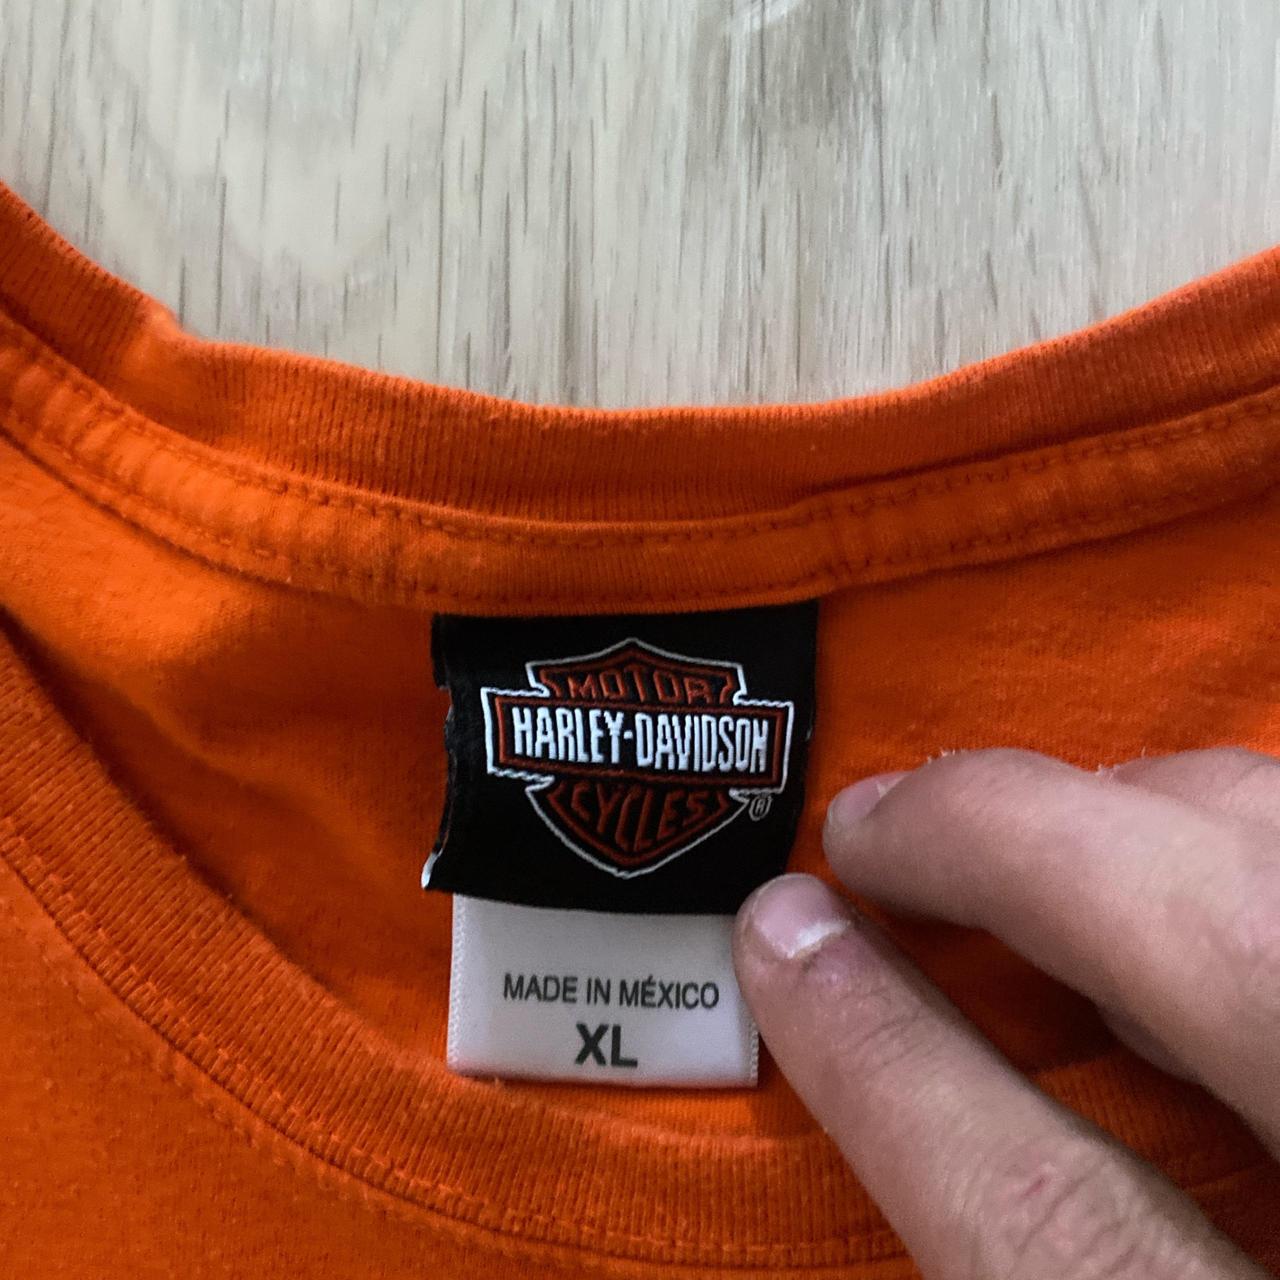 MOTOR
HARLEY-DAVIDSON
CYCLES
®
MADE IN MÉXICO
XL